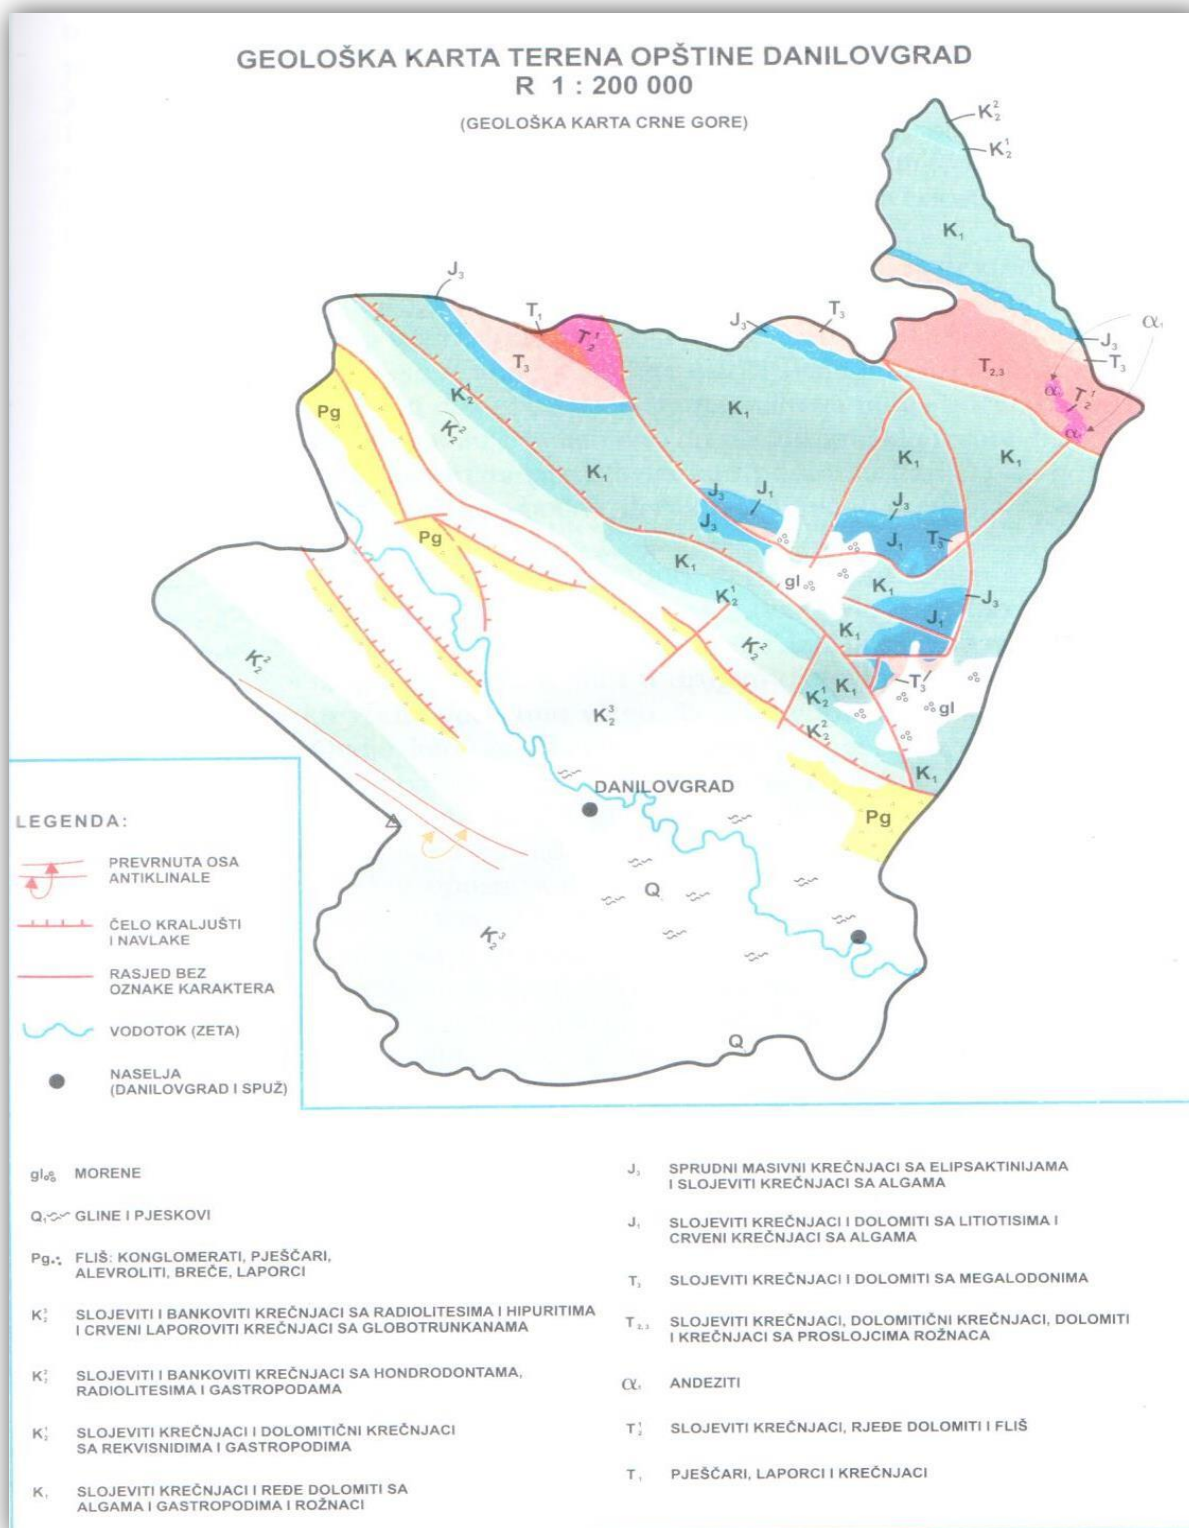 GEOLOŠKA KARTA TERENA OPŠTINE DANILOVGRAD
R 1 : 200 000
(GEOLOŠKA KARTA CRNE GORE)
K₂²
K₂¹
K₁
J₃
T₁
T₂¹
T₃
J₃
T₃
α₁
J₃
T₃
T₂,₃
α₁
T₂¹
α₁
Pg
K₂¹
K₂²
K₁
K₁
K₁
K₁
J₃
J₁
J₃
J₃
J₁
T₃
Pg
K₁
gl
K₁
K₂¹
J₁
J₃
K₁
K₂²
K₂²
K₂¹
K₁
T₃
gl
K₂³
K₂²
K₁
DANILOVGRAD
Pg
Q
K₂³
Q
LEGENDA:
PREVRNUTA OSA
ANTIKLINALE
ČELO KRALJUŠTI
I NAVLAKE
RASJED BEZ
OZNAKE KARAKTERA
VODOTOK (ZETA)
NASELJA
(DANILOVGRAD I SPUŽ)
gl MORENE
Q₁ GLINE I PJESKOVI
Pg FLIŠ: KONGLOMERATI, PJEŠČARI,
ALEVROLITI, BREČE, LAPORCI
K₂³ SLOJEVITI I BANKOVITI KREČNJACI SA RADIOLITESIMA I HIPURITIMA
I CRVENI LAPOROVITI KREČNJACI SA GLOBOTRUNKANAMA
K₂² SLOJEVITI I BANKOVITI KREČNJACI SA HONDRODONTAMA,
RADIOLITESIMA I GASTROPODAMA
K₂¹ SLOJEVITI KREČNJACI I DOLOMITIČNI KREČNJACI
SA REKVISNIDIMA I GASTROPODIMA
K₁ SLOJEVITI KREČNJACI I REĐE DOLOMITI SA
ALGAMA I GASTROPODIMA I ROŽNACI
J₃ SPRUDNI MASIVNI KREČNJACI SA ELIPSAKTINIJAMA
I SLOJEVITI KREČNJACI SA ALGAMA
J₁ SLOJEVITI KREČNJACI I DOLOMITI SA LITIOTISIMA I
CRVENI KREČNJACI SA ALGAMA
T₃ SLOJEVITI KREČNJACI I DOLOMITI SA MEGALODONIMA
T₂,₃ SLOJEVITI KREČNJACI, DOLOMITIČNI KREČNJACI, DOLOMITI
I KREČNJACI SA PROSLOJCIMA ROŽNACA
α₁ ANDEZITI
T₂¹ SLOJEVITI KREČNJACI, RJEĐE DOLOMITI I FLIŠ
T₁ PJEŠČARI, LAPORCI I KREČNJACI